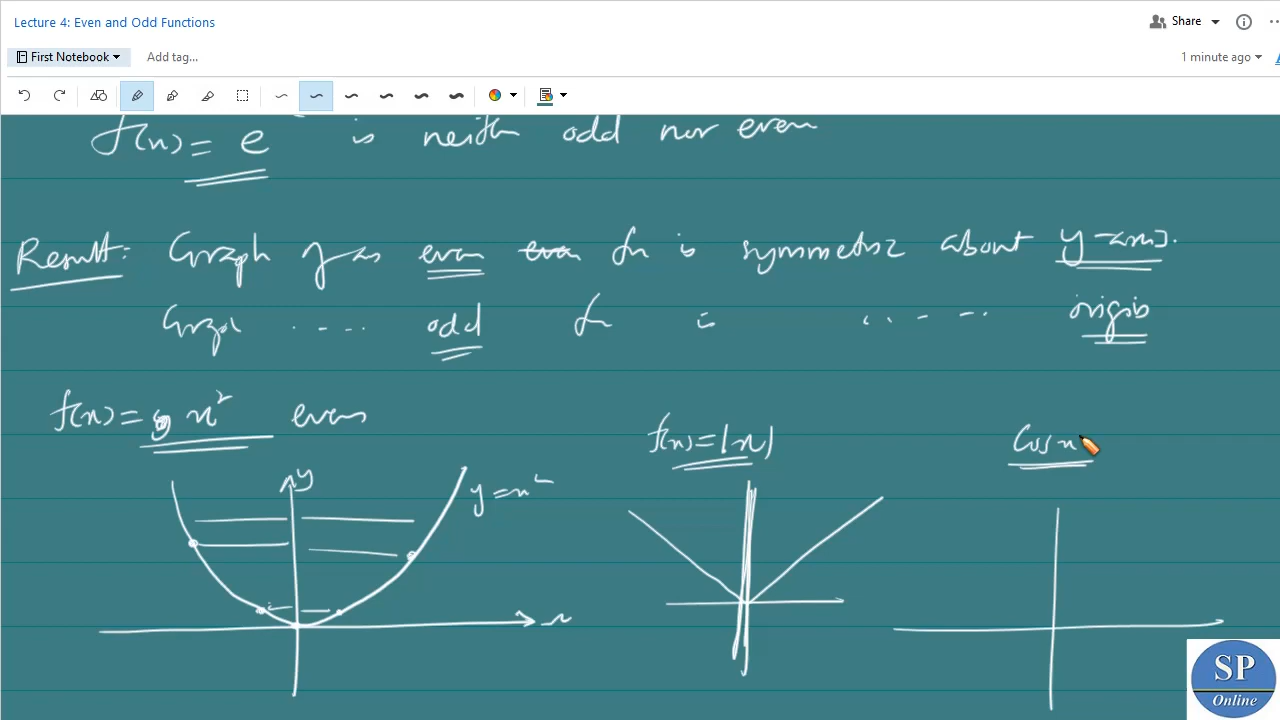 Lecture 4: Even and Odd Functions
Share
First Notebook
Add tag...
1 minute ago
f(x) = e is neith odd nor even
Result: Graph of an even fn is symmetric about y-axis.
Graph .... odd fn is ..... origin
f(x) = x² even
f(x) = |x|
Cos x
y
y = x²
x
SP
Online